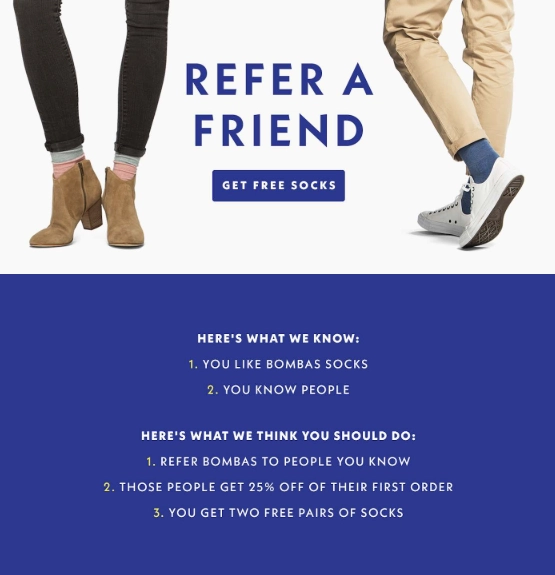 REFER A
FRIEND
GET FREE SOCKS
HERE'S WHAT WE KNOW:
1. YOU LIKE BOMBAS SOCKS
2. YOU KNOW PEOPLE
HERE'S WHAT WE THINK YOU SHOULD DO:
1. REFER BOMBAS TO PEOPLE YOU KNOW
2. THOSE PEOPLE GET 25% OFF OF THEIR FIRST ORDER
3. YOU GET TWO FREE PAIRS OF SOCKS